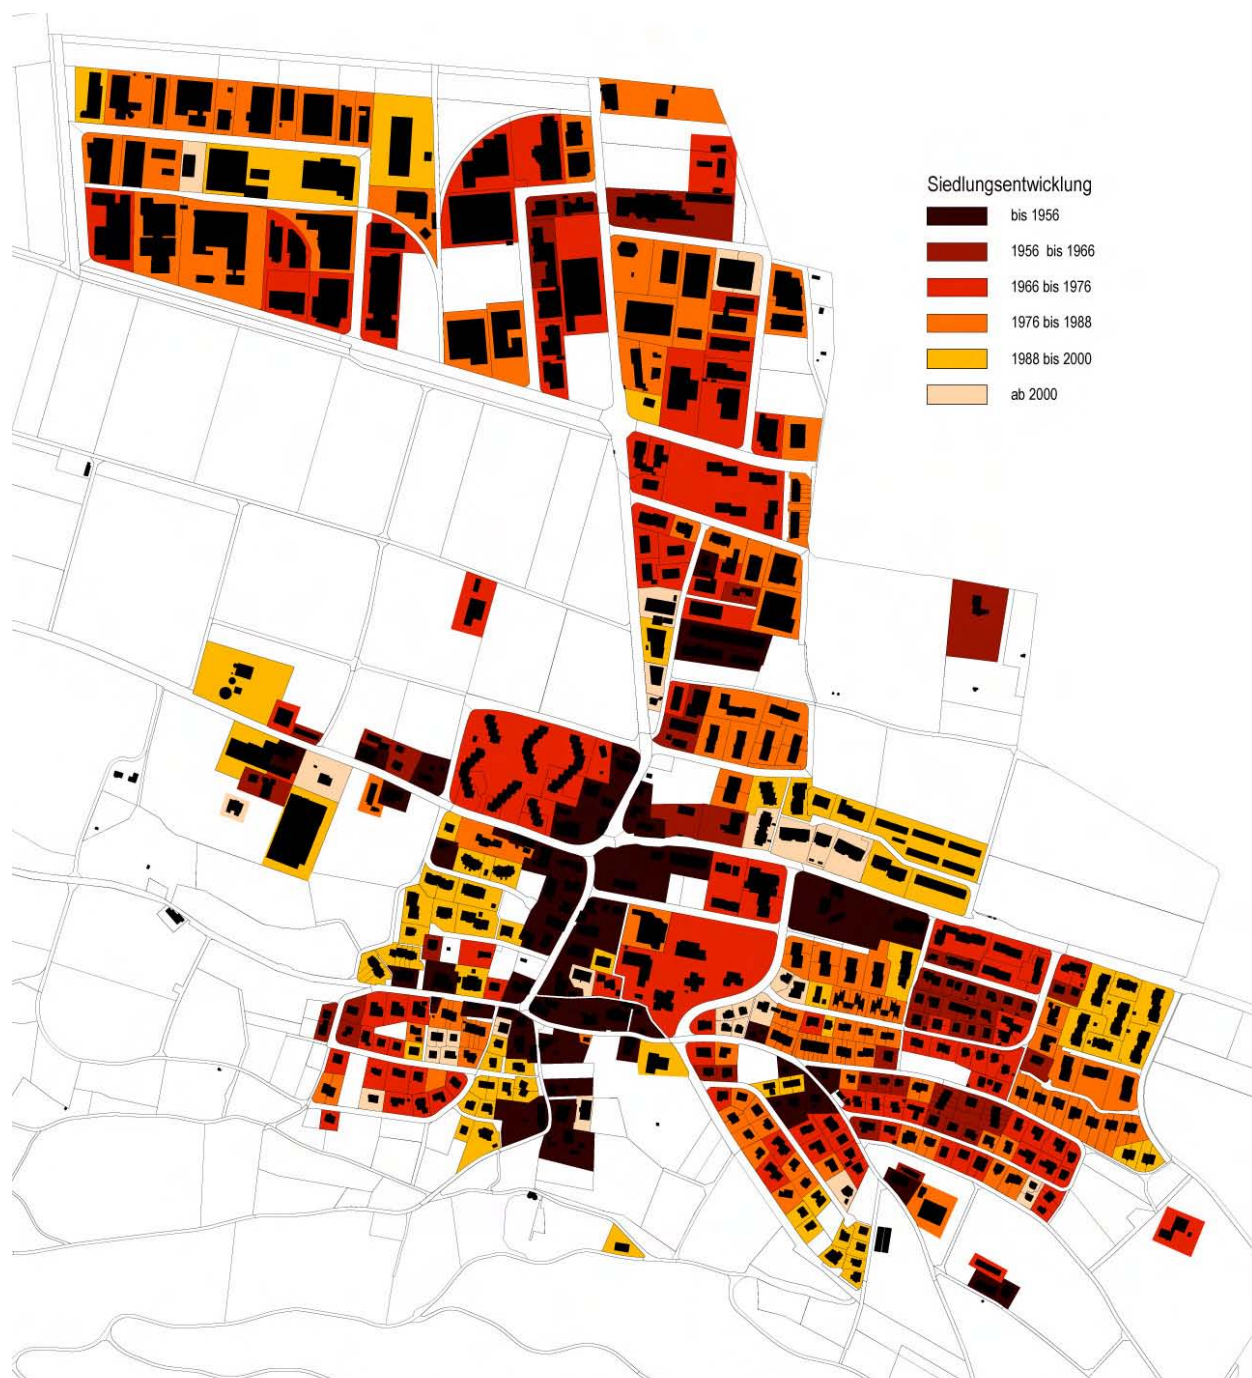 Siedlungsentwicklung
bis 1956
1956 bis 1966
1966 bis 1976
1976 bis 1988
1988 bis 2000
ab 2000